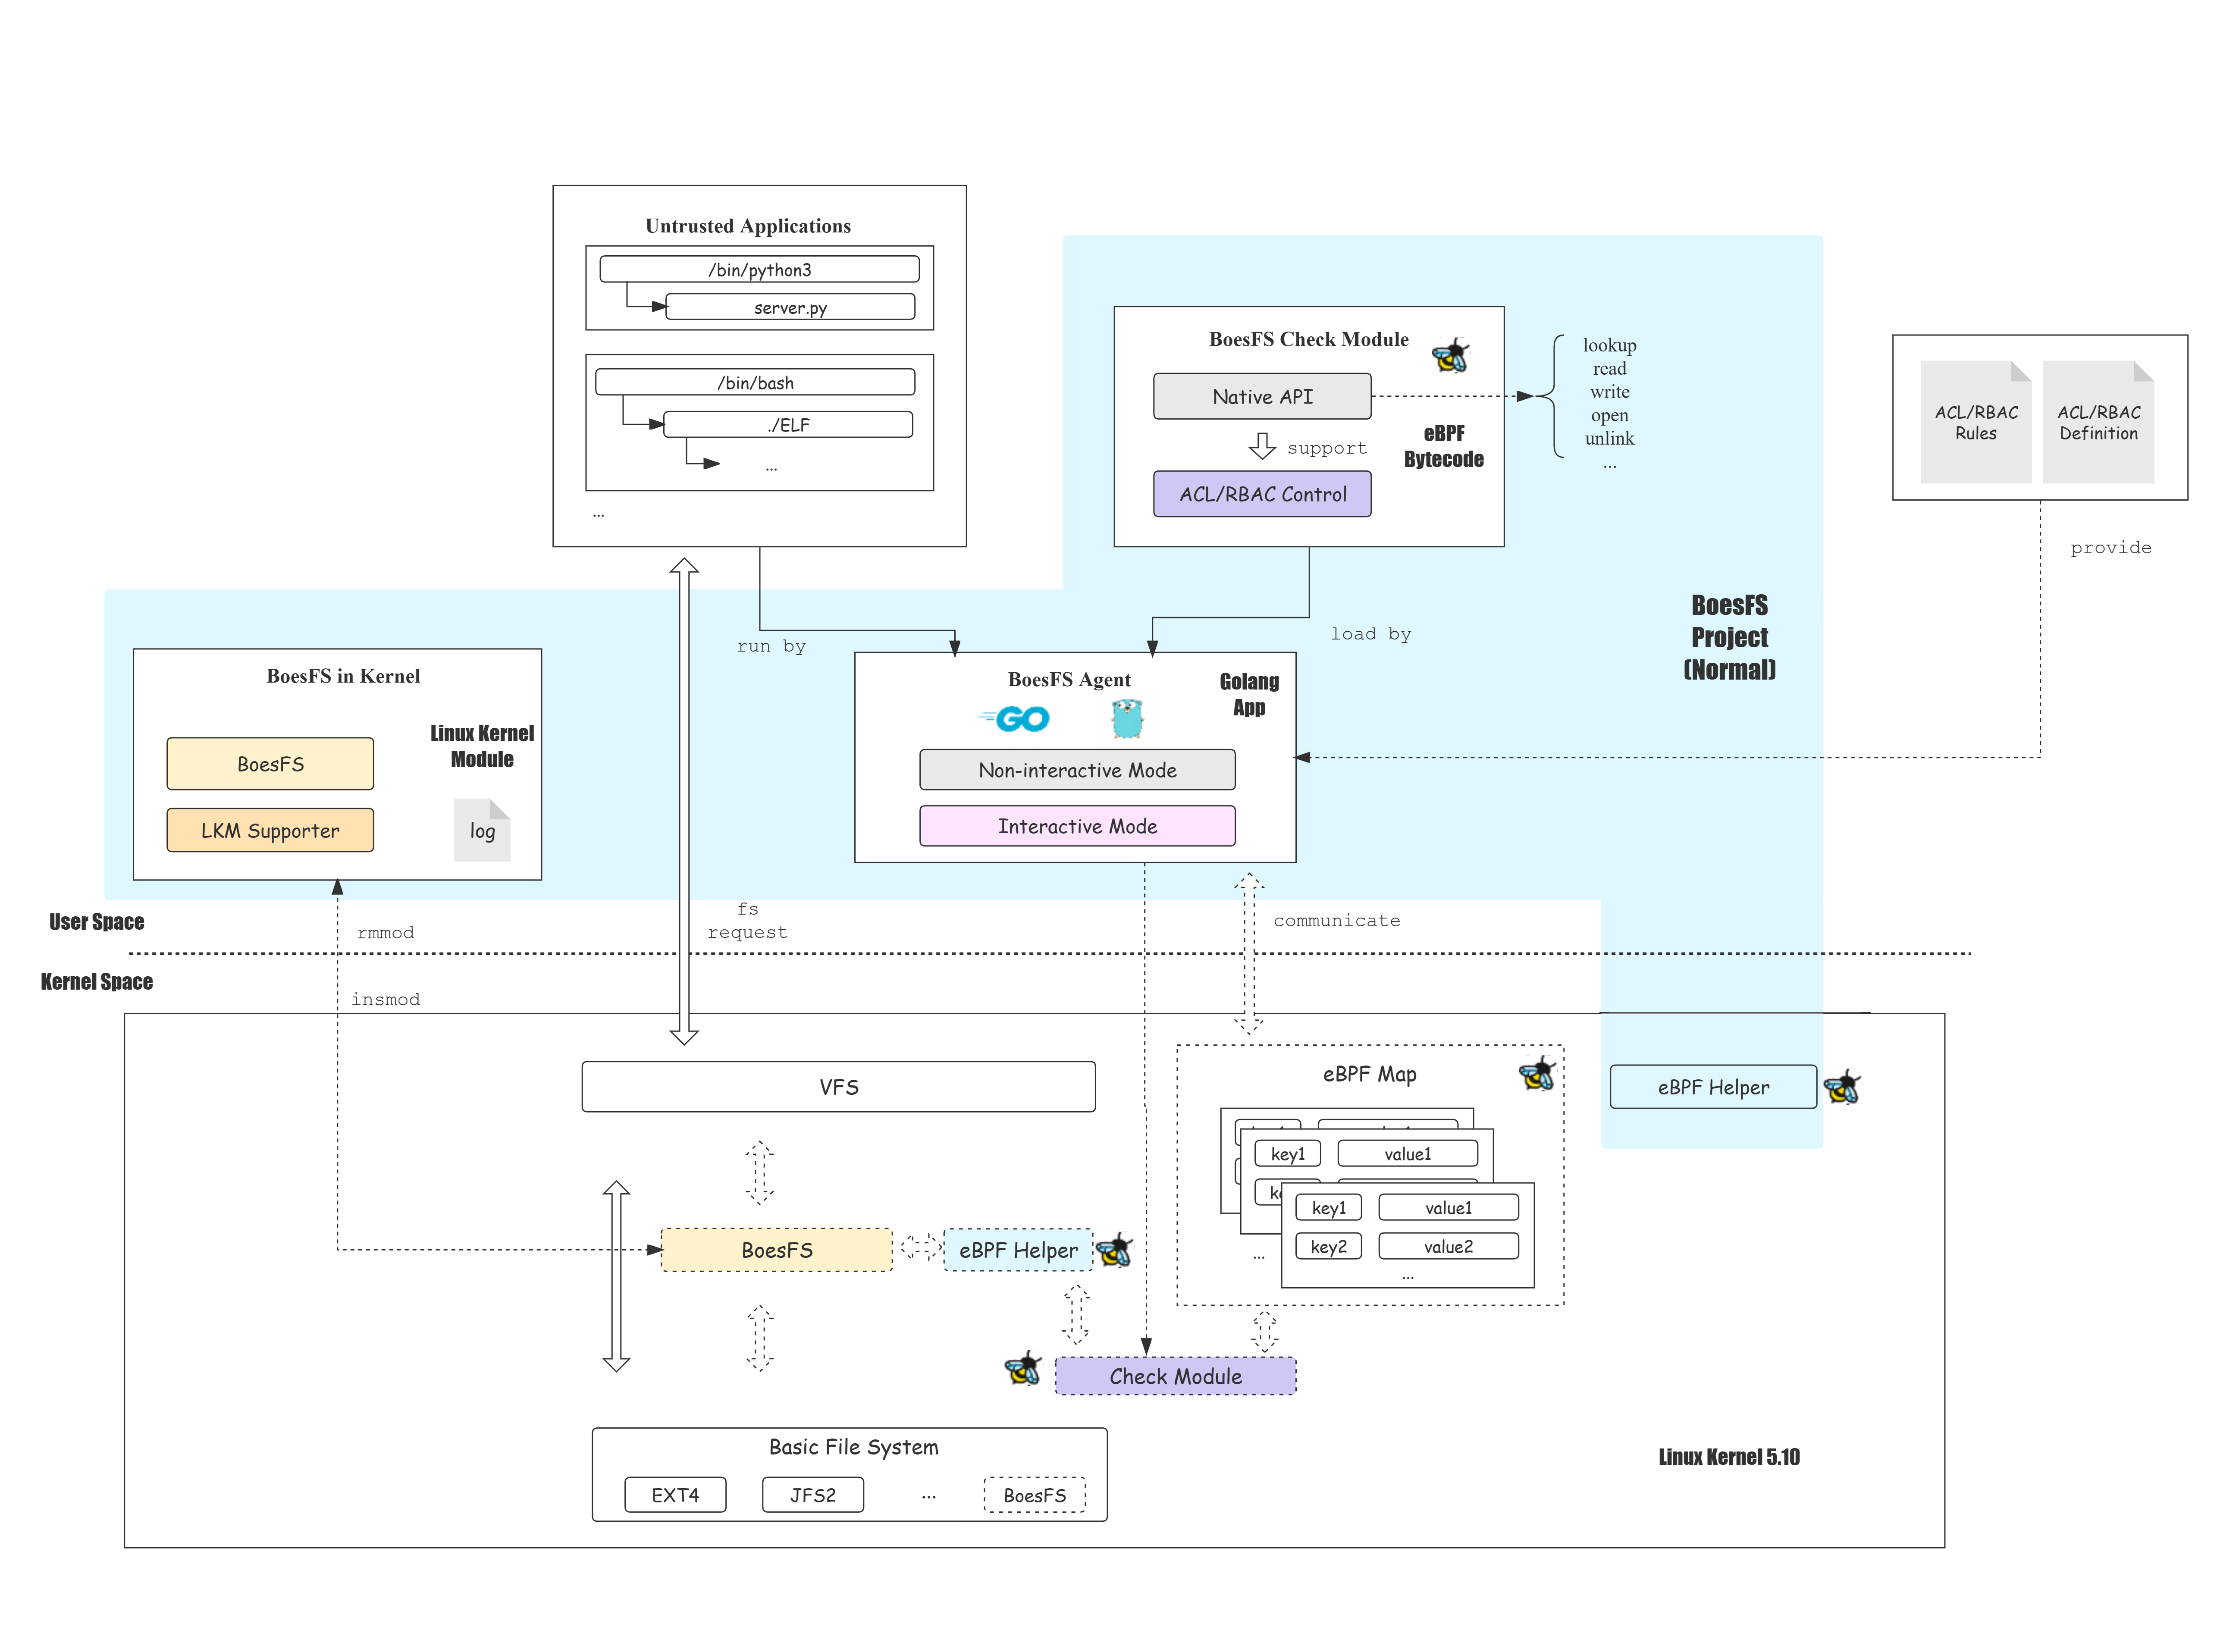 Untrusted Applications
/bin/python3
server.py
/bin/bash
./ELF
...
...
BoesFS Check Module
Native API
support
ACL/RBAC Control
eBPF
Bytecode
lookup
read
write
open
unlink
...
ACL/RBAC
Rules
ACL/RBAC
Definition
provide
BoesFS
Project
(Normal)
run by
load by
BoesFS in Kernel
Linux Kernel
Module
BoesFS
LKM Supporter
log
BoesFS Agent
Golang
App
GO
Non-interactive Mode
Interactive Mode
User Space
rmmod
fs
request
communicate
Kernel Space
insmod
VFS
eBPF Map
key1
value1
key1
value1
key2
value2
...
...
eBPF Helper
BoesFS
eBPF Helper
Check Module
Basic File System
EXT4
JFS2
...
BoesFS
Linux Kernel 5.10